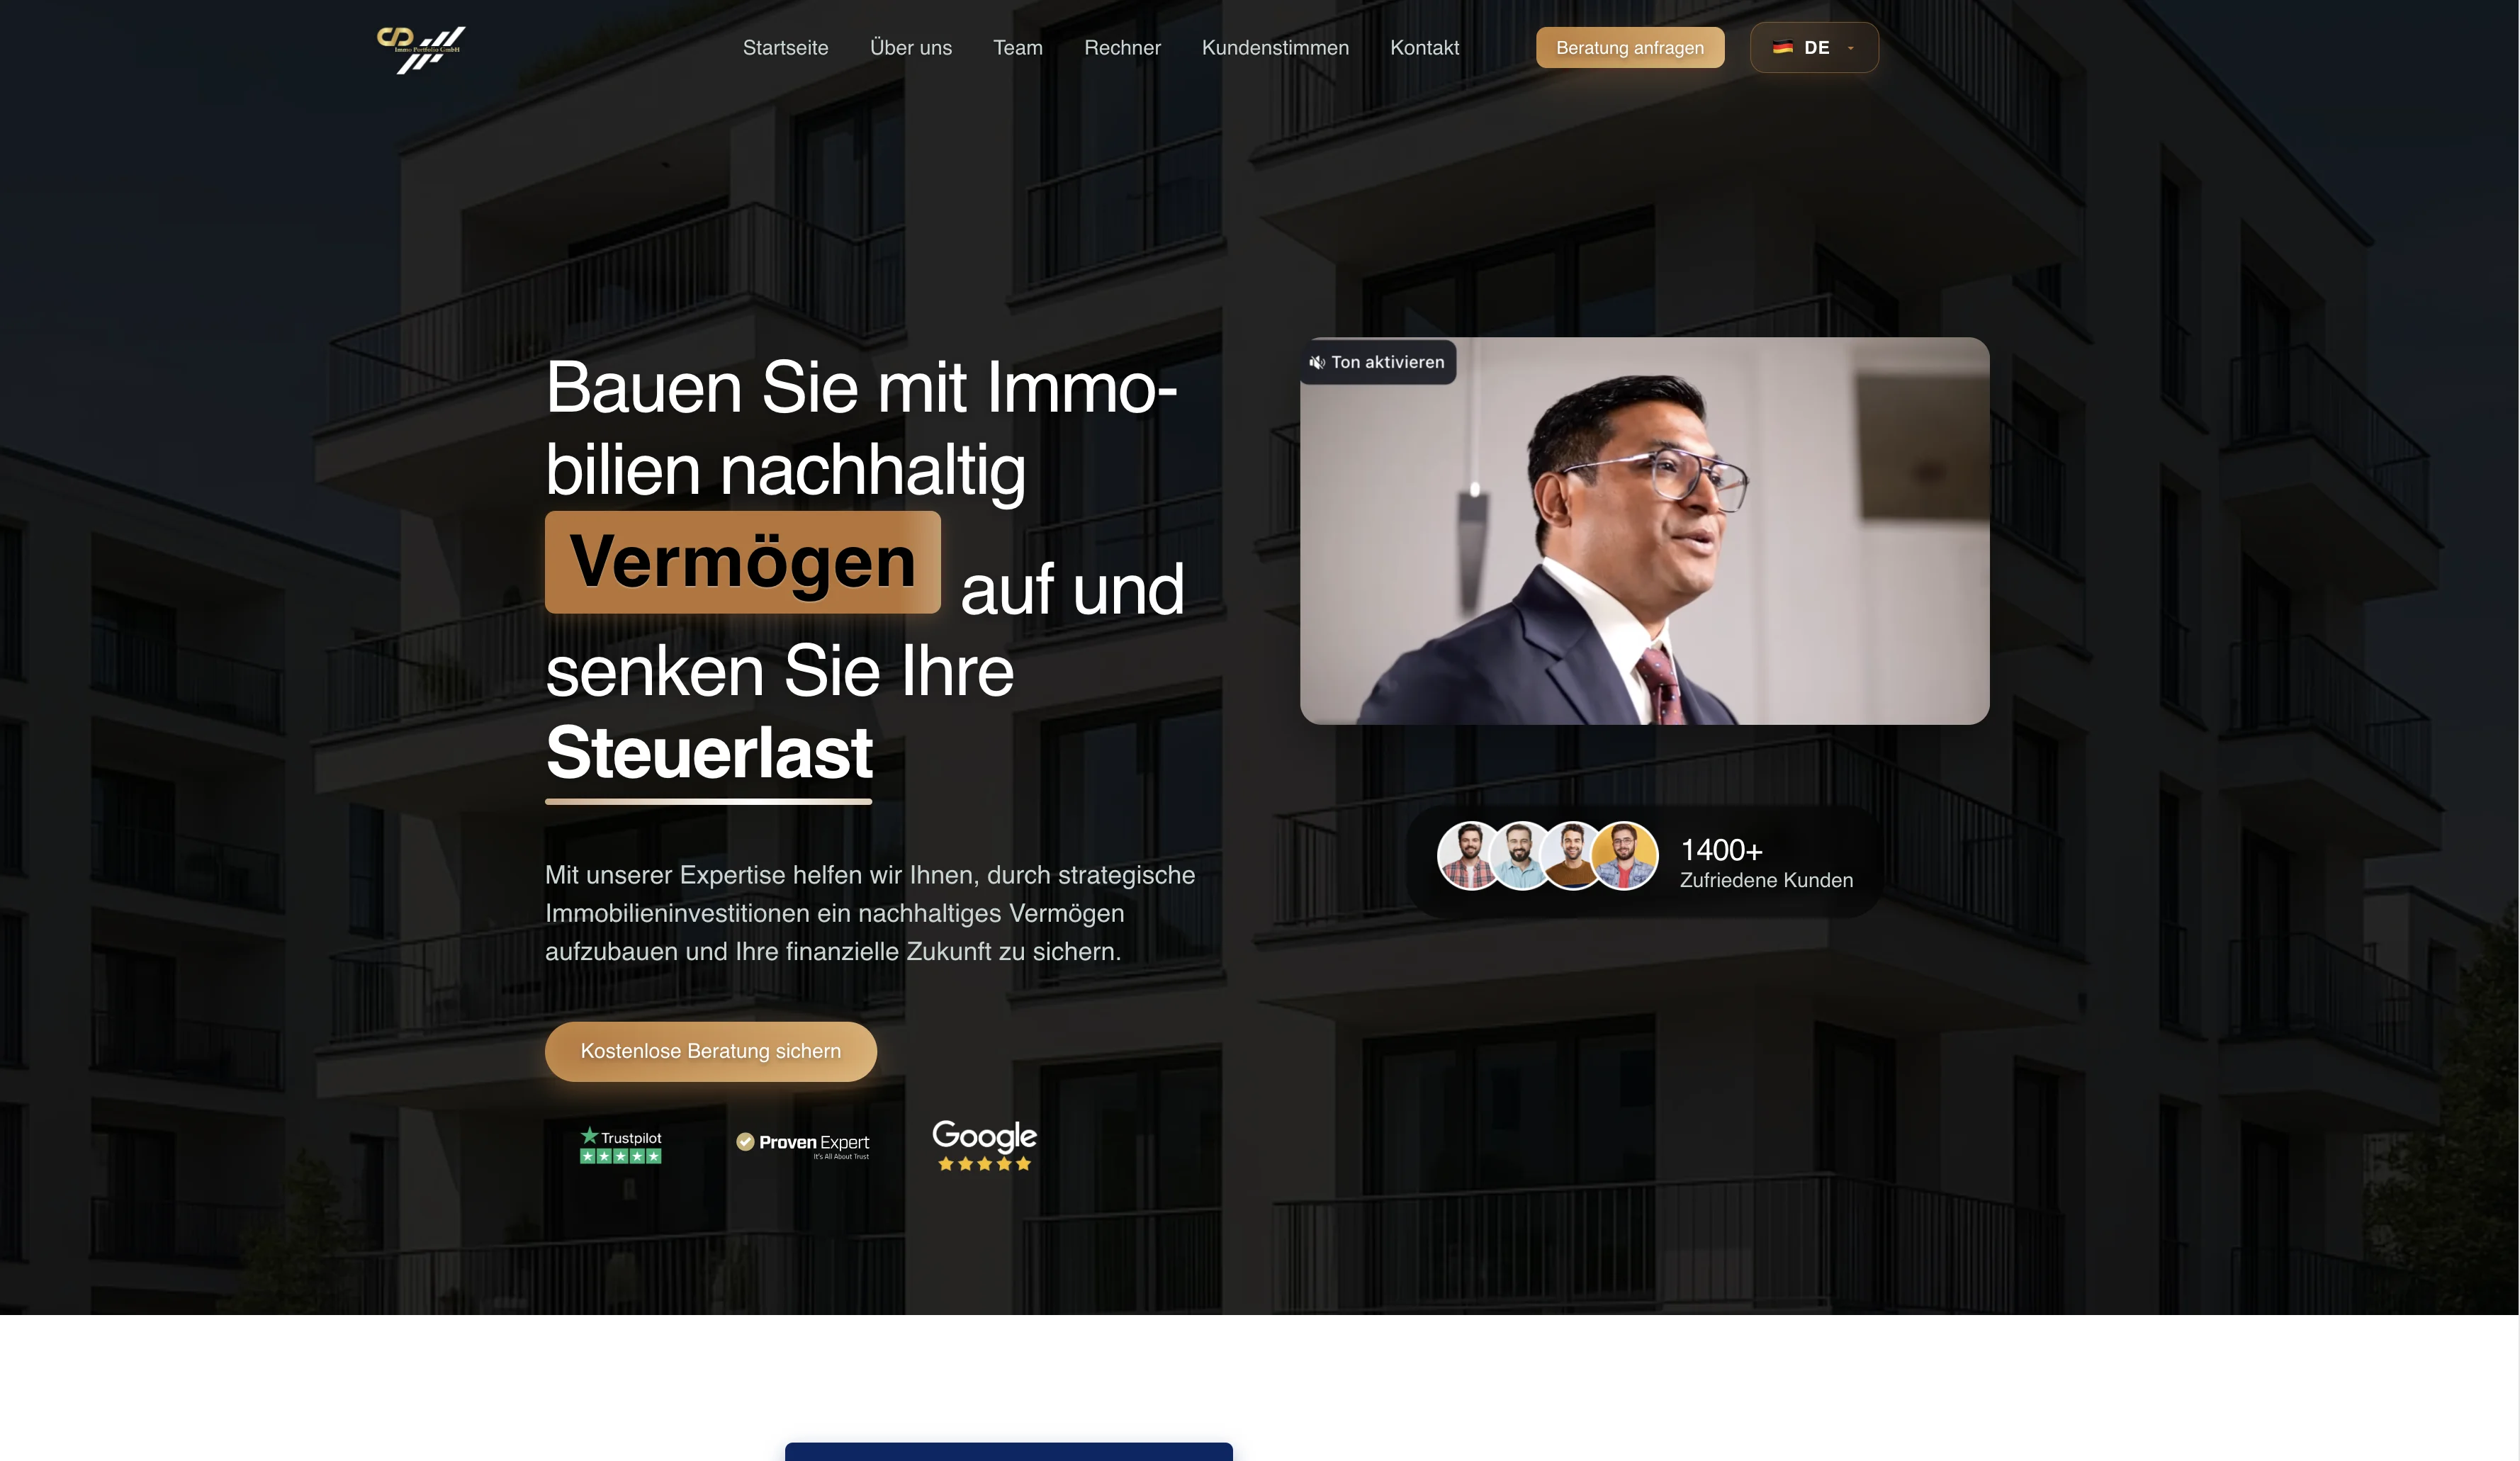 CP
Immo Portfolio GmbH
Startseite
Über uns
Team
Rechner
Kundenstimmen
Kontakt
Beratung anfragen
DE
Bauen Sie mit Immo-
bilien nachhaltig
Vermögen auf und
senken Sie Ihre
Steuerlast
Mit unserer Expertise helfen wir Ihnen, durch strategische
Immobilieninvestitionen ein nachhaltiges Vermögen
aufzubauen und Ihre finanzielle Zukunft zu sichern.
Kostenlose Beratung sichern
Trustpilot
Proven Expert
It's All About Trust
Google
Ton aktivieren
1400+
Zufriedene Kunden